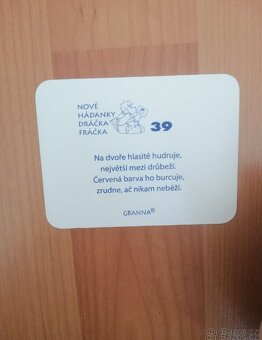 NOVÉ
HÁDANKY
DRÁČKA
FRÁČKA
39
Na dvoře hlasitě hudruje,
největší mezi drůbeží.
Červená barva ho burcuje,
zrudne, ač nikam neběží.
GRANNA®